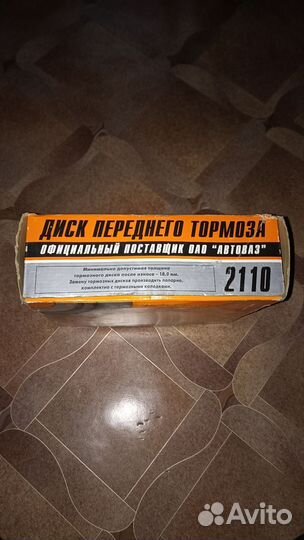 ДИСК ПЕРЕДНЕГО ТОРМОЗА
ОФИЦИАЛЬНЫЙ ПОСТАВЩИК ОАО "АВТОВАЗ"
Минимально допустимая толщина
тормозного диска после износа - 18,0 мм.
Замену тормозных дисков производить попарно,
комплектно с тормозными колодками.
2110
Avito